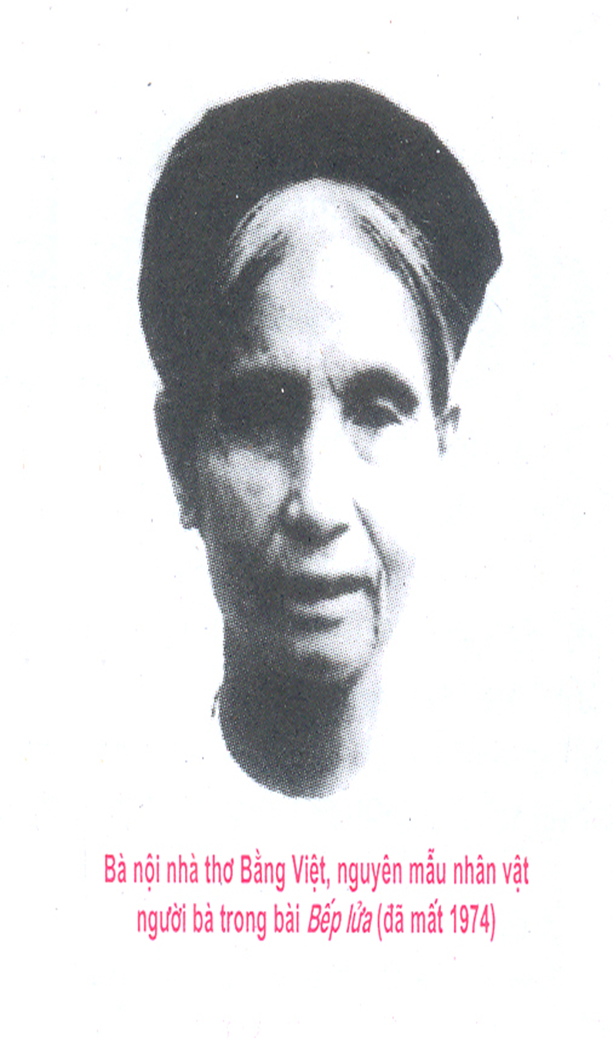 Bà nội nhà thơ Bằng Việt, nguyên mẫu nhân vật
người bà trong bài Bếp lửa (đã mất 1974)